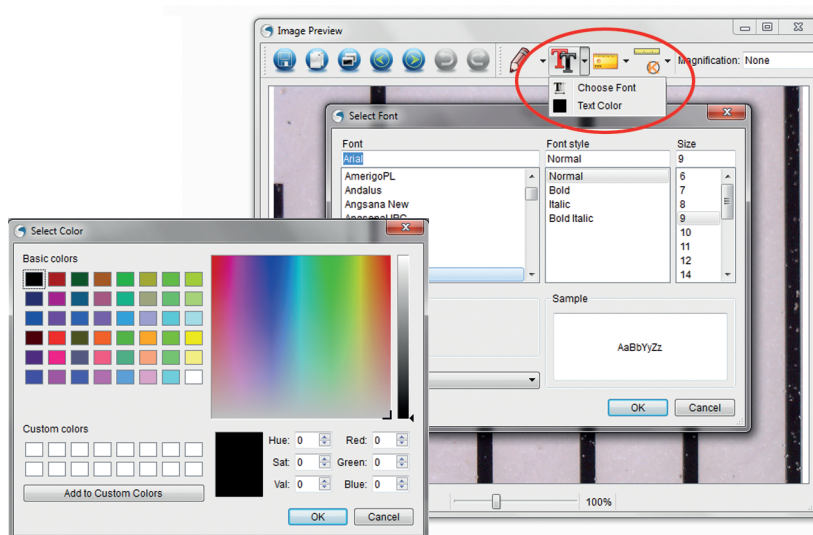 Image Preview
Magnification: None
Choose Font
Text Color
Select Font
Font
Font style
Size
Arial
Normal
9
AmerigoPL
Andalus
Angsana New
AngsanaUPC
Normal
Bold
Italic
Bold Italic
6
7
8
9
10
11
12
14
Sample
AaBbYyZz
OK
Cancel
100%
Select Color
Basic colors
Custom colors
Add to Custom Colors
Hue: 0
Red: 0
Sat: 0
Green: 0
Val: 0
Blue: 0
OK
Cancel